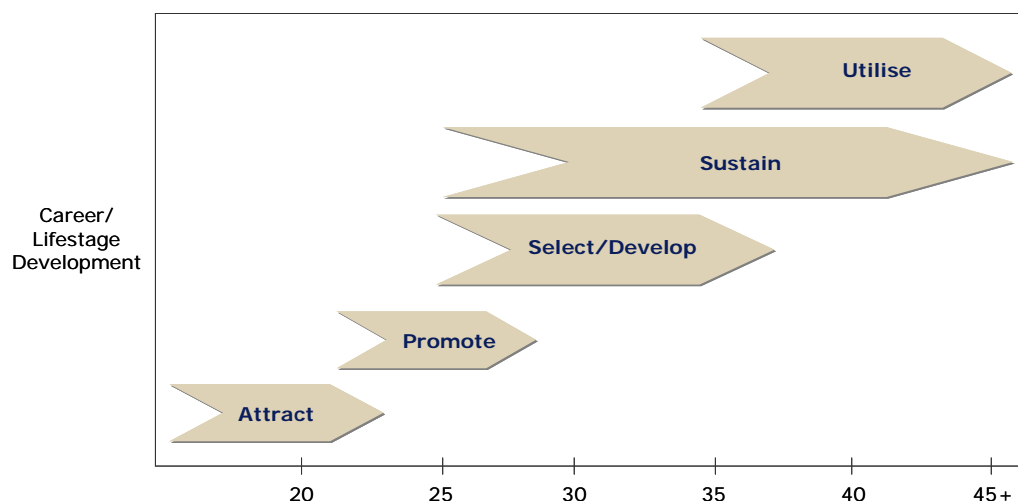 Utilise
Sustain
Career/
Lifestage
Development
Select/Develop
Promote
Attract
20 25 30 35 40 45+